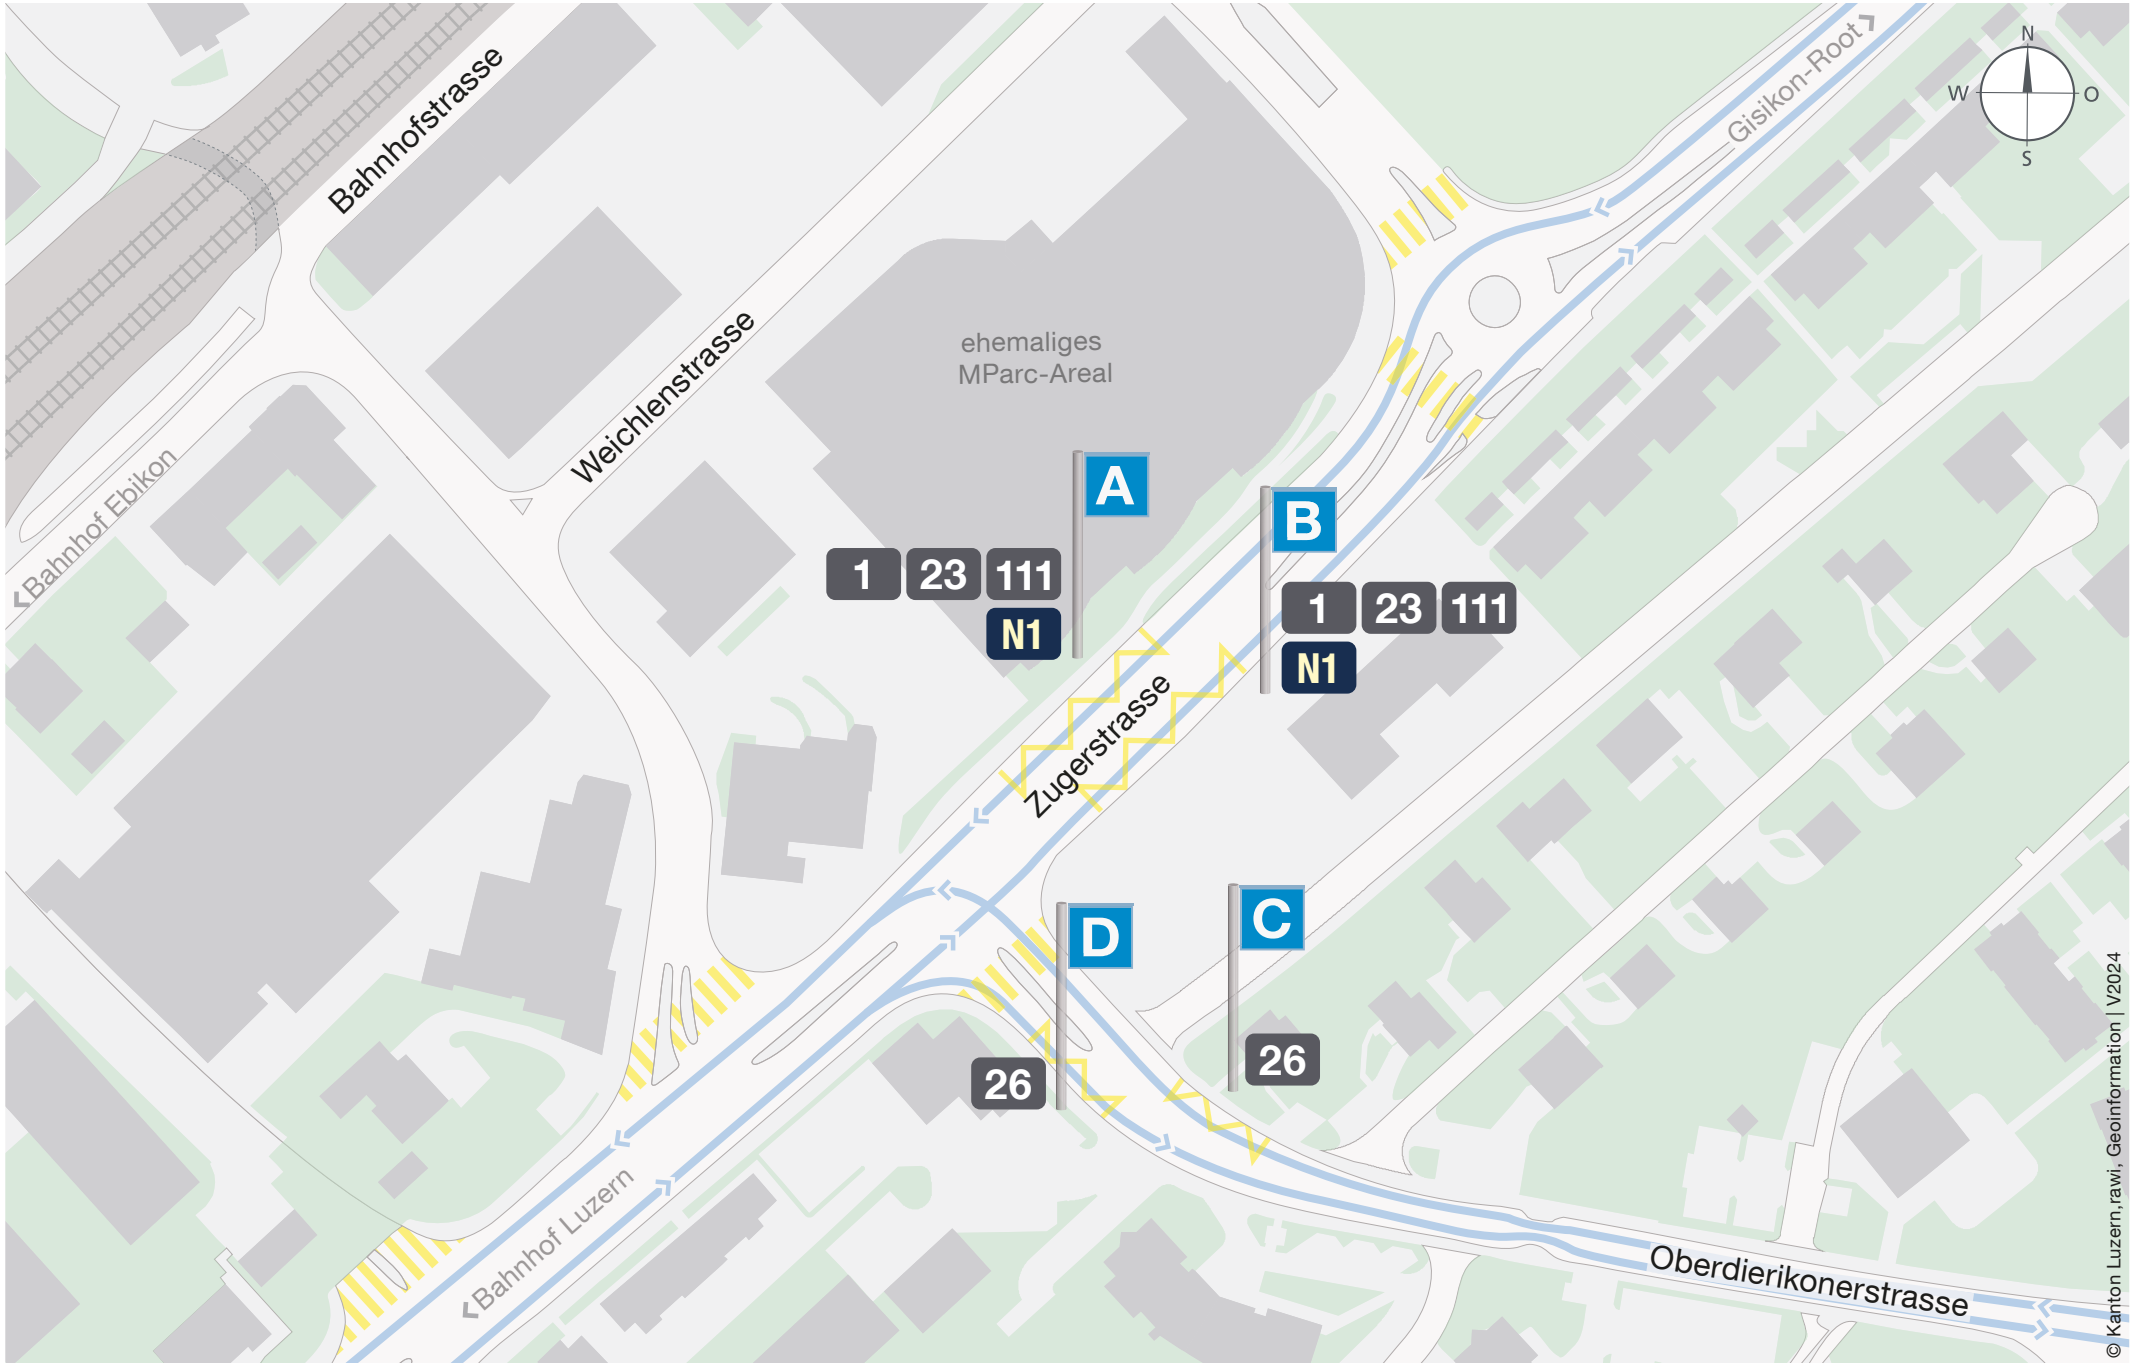 Bahnhofstrasse
Gisikon-Root
N
W
O
S
Weichlenstrasse
ehemaliges
MParc-Areal
Bahnhof Ebikon
A
1 23 111
N1
B
1 23 111
N1
Zugerstrasse
D
26
C
26
Bahnhof Luzern
Oberdierikonerstrasse
© Kanton Luzern,rawi, Geoinformation | V2024